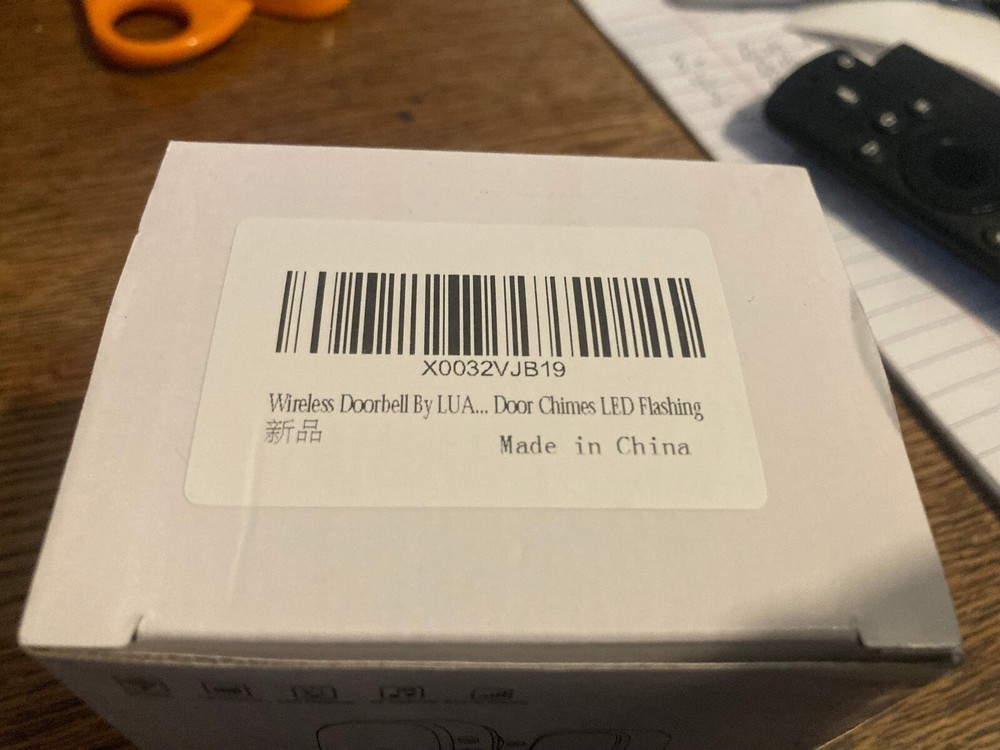 X0032VJB19
Wireless Doorbell By LUA... Door Chimes LED Flashing
新品
Made in China